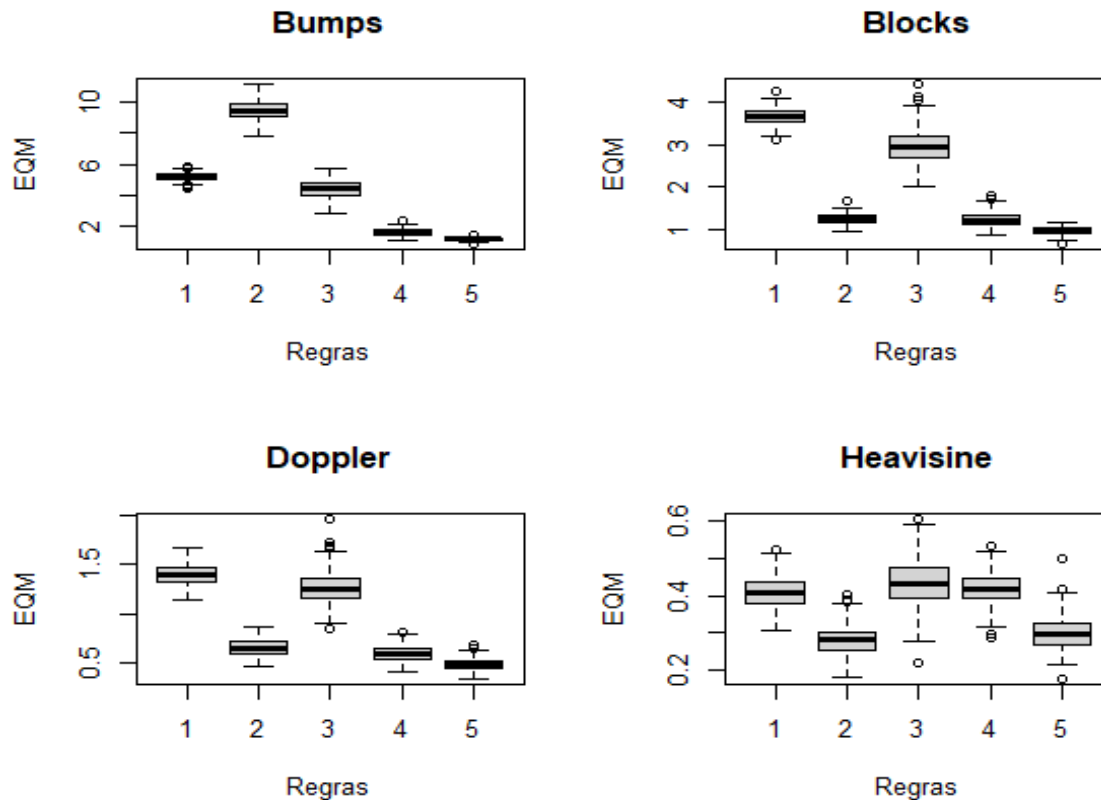 Bumps
EQM
10
6
2
1 2 3 4 5
Regras
Blocks
EQM
4
3
2
1
1 2 3 4 5
Regras
Doppler
EQM
1.5
0.5
1 2 3 4 5
Regras
Heavisine
EQM
0.6
0.4
0.2
1 2 3 4 5
Regras